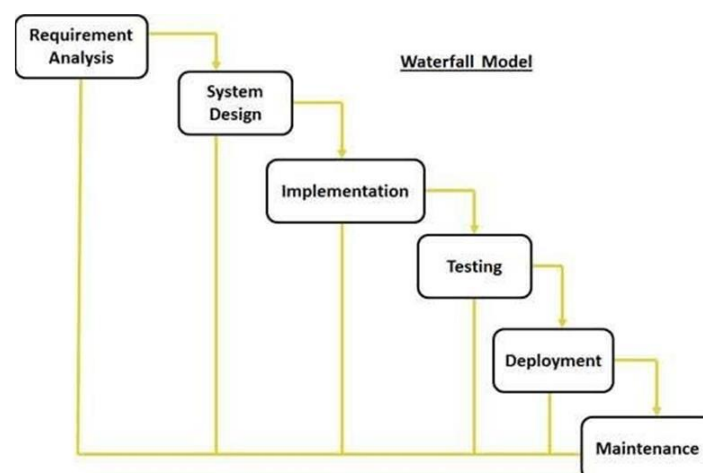 Requirement
Analysis
Waterfall Model
System
Design
Implementation
Testing
Deployment
Maintenance